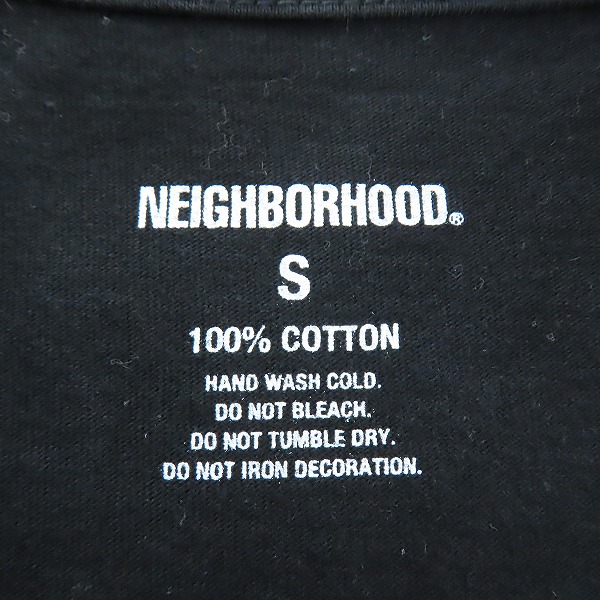 NEIGHBORHOOD®
S
100% COTTON
HAND WASH COLD.
DO NOT BLEACH.
DO NOT TUMBLE DRY.
DO NOT IRON DECORATION.